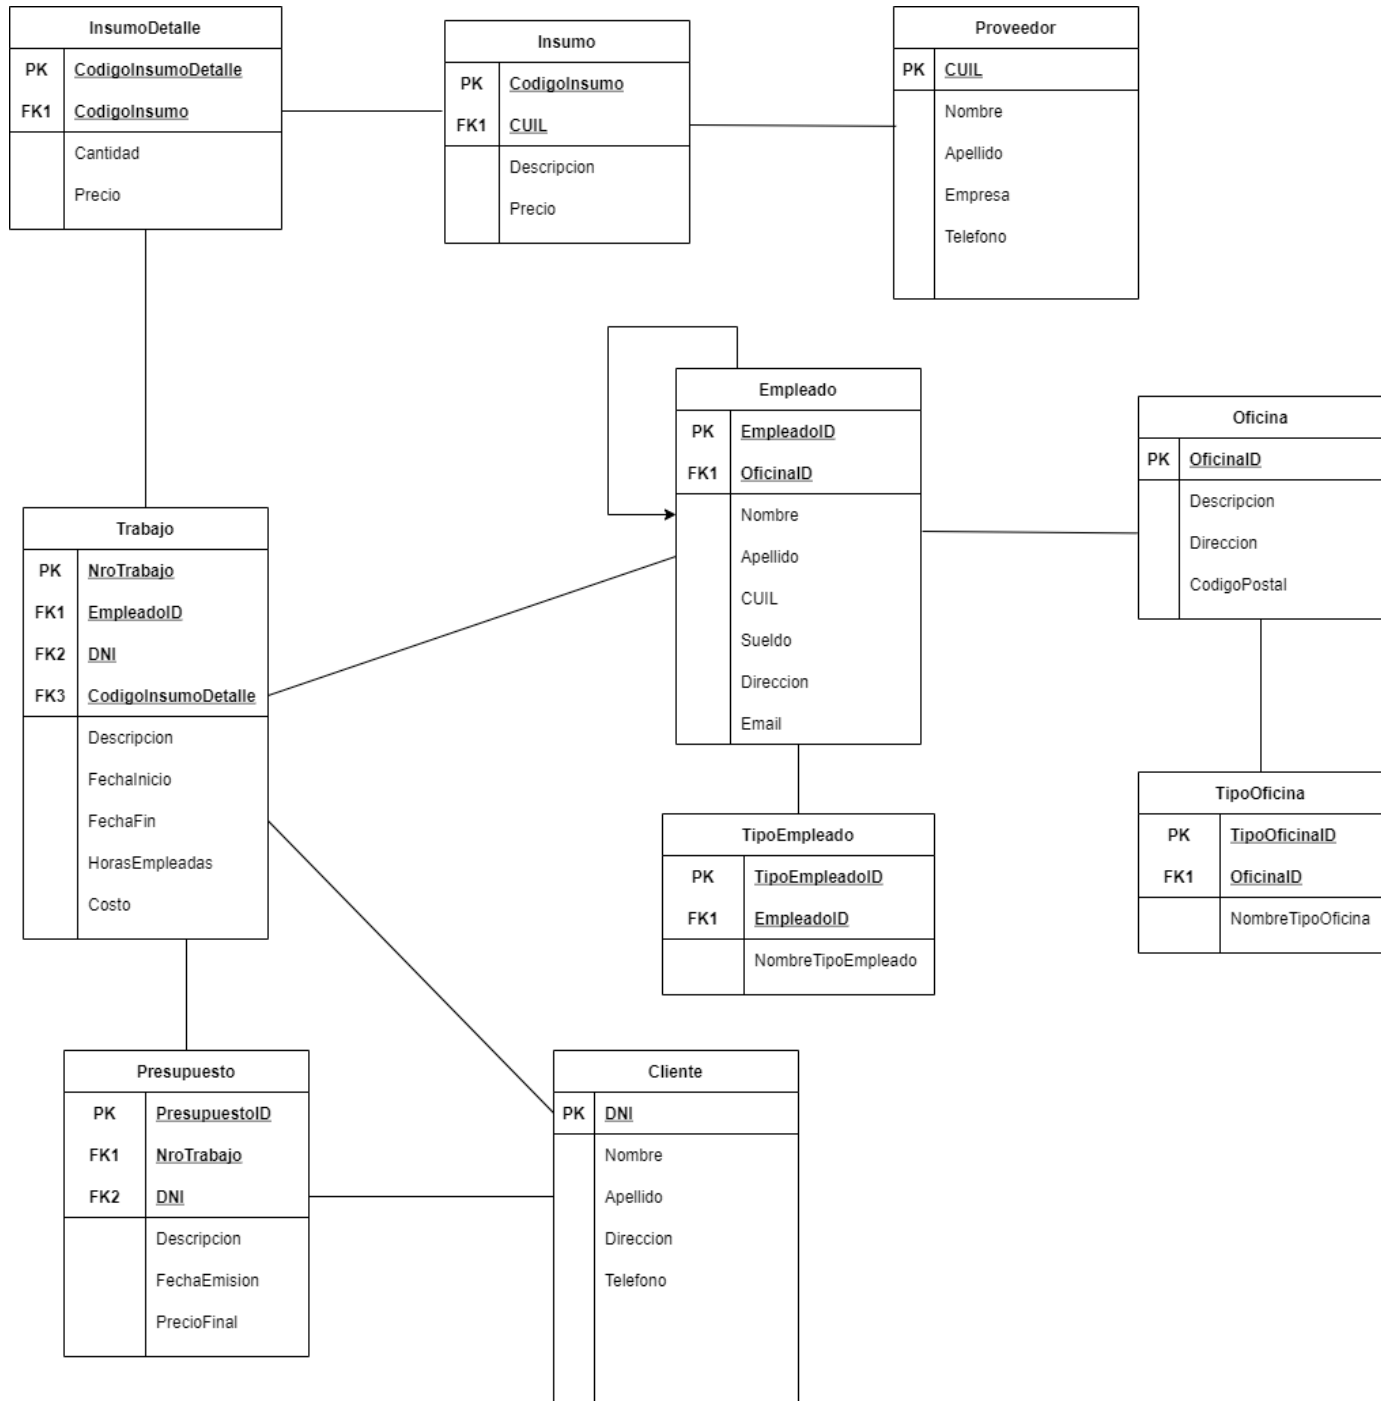 InsumoDetalle
PK CodigoInsumoDetalle
FK1 CodigoInsumo
Cantidad
Precio
Insumo
PK CodigoInsumo
FK1 CUIL
Descripcion
Precio
Proveedor
PK CUIL
Nombre
Apellido
Empresa
Telefono
Empleado
PK EmpleadoID
FK1 OficinaID
Nombre
Apellido
CUIL
Sueldo
Direccion
Email
Oficina
PK OficinaID
Descripcion
Direccion
CodigoPostal
Trabajo
PK NroTrabajo
FK1 EmpleadoID
FK2 DNI
FK3 CodigoInsumoDetalle
Descripcion
FechaInicio
FechaFin
HorasEmpleadas
Costo
TipoEmpleado
PK TipoEmpleadoID
FK1 EmpleadoID
NombreTipoEmpleado
TipoOficina
PK TipoOficinaID
FK1 OficinaID
NombreTipoOficina
Presupuesto
PK PresupuestoID
FK1 NroTrabajo
FK2 DNI
Descripcion
FechaEmision
PrecioFinal
Cliente
PK DNI
Nombre
Apellido
Direccion
Telefono